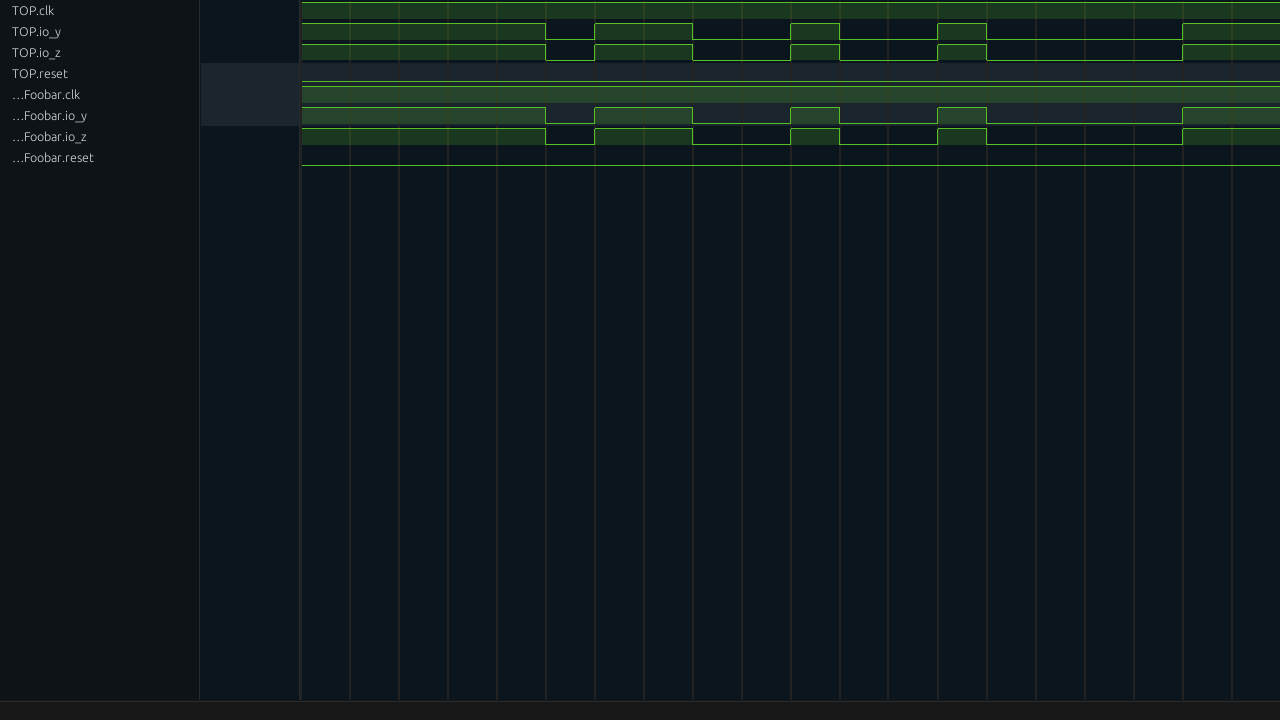 TOP.clk
TOP.io_y
TOP.io_z
TOP.reset
…Foobar.clk
…Foobar.io_y
…Foobar.io_z
…Foobar.reset